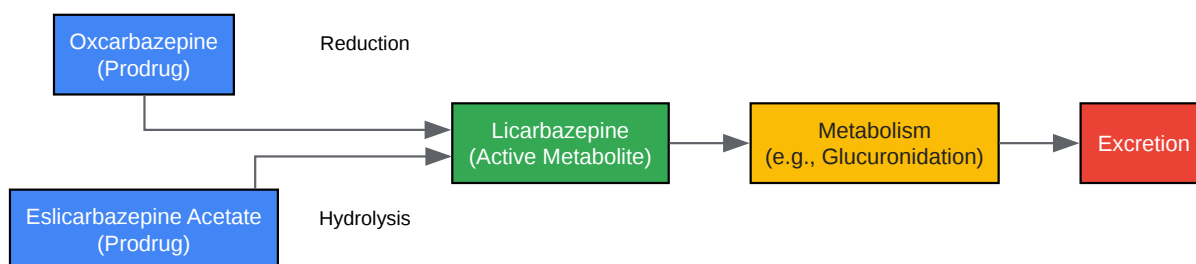 Oxcarbazepine
(Prodrug)
Reduction
Licarbazepine
(Active Metabolite)
Metabolism
(e.g., Glucuronidation)
Excretion
Eslicarbazepine Acetate
(Prodrug)
Hydrolysis